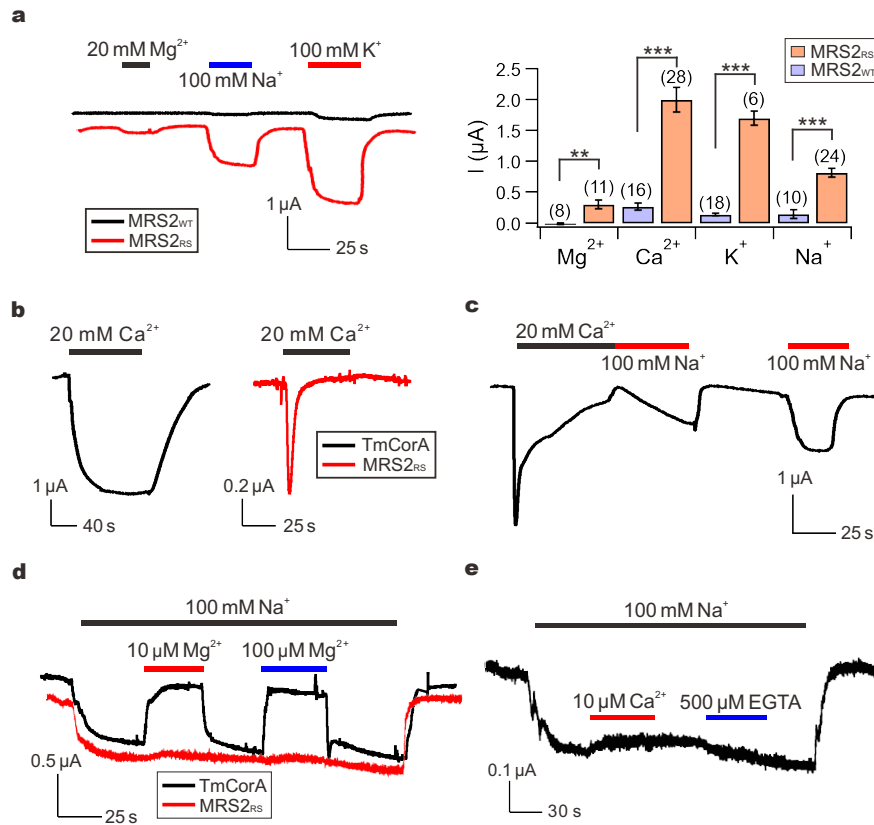 a
20 mM Mg²⁺
100 mM Na⁺
100 mM K⁺
MRS2WT
MRS2RS
1 µA
25 s
MRS2RS
MRS2WT
I (µA)
2.5
2.0
1.5
1.0
0.5
0.0
**
***
***
***
(8)
(11)
(16)
(28)
(18)
(6)
(10)
(24)
Mg²⁺
Ca²⁺
K⁺
Na⁺
b
20 mM Ca²⁺
1 µA
40 s
20 mM Ca²⁺
0.2 µA
25 s
TmCorA
MRS2RS
c
20 mM Ca²⁺
100 mM Na⁺
100 mM Na⁺
1 µA
25 s
d
100 mM Na⁺
10 µM Mg²⁺
100 µM Mg²⁺
0.5 µA
25 s
TmCorA
MRS2RS
e
100 mM Na⁺
10 µM Ca²⁺
500 µM EGTA
0.1 µA
30 s